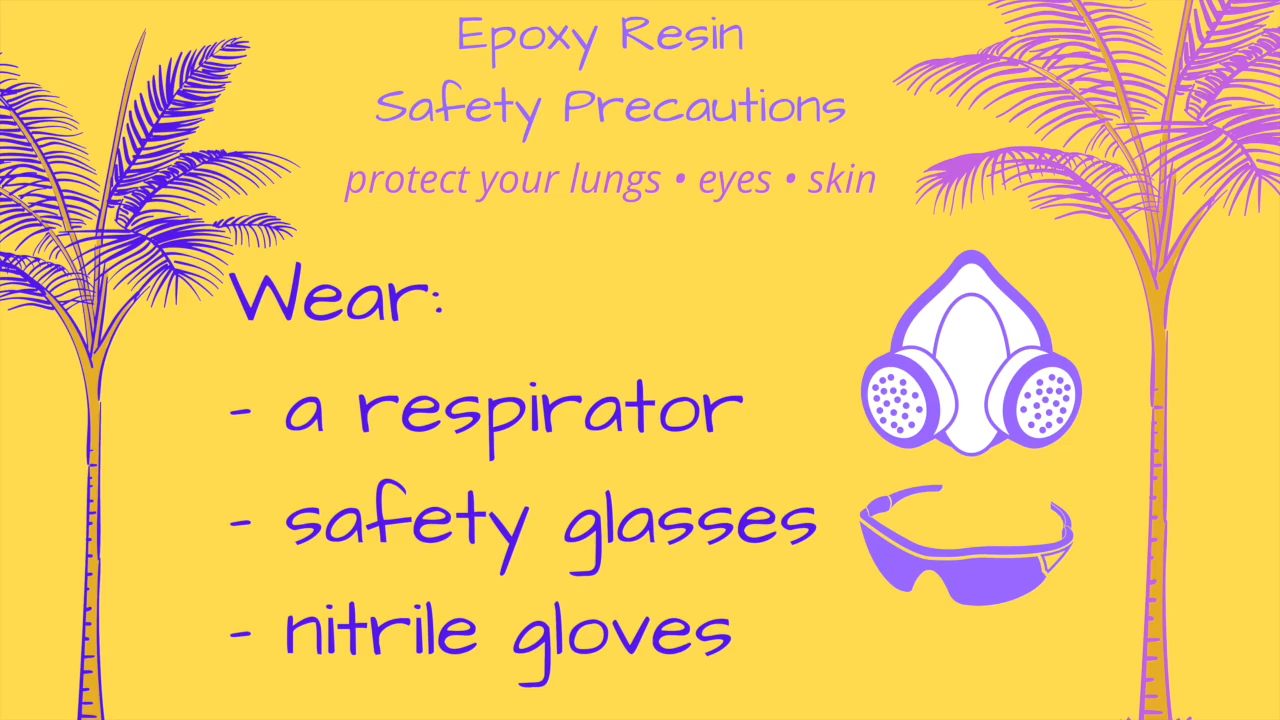 Epoxy Resin
Safety Precautions
protect your lungs • eyes • skin
Wear:
- a respirator
- safety glasses
- nitrile gloves